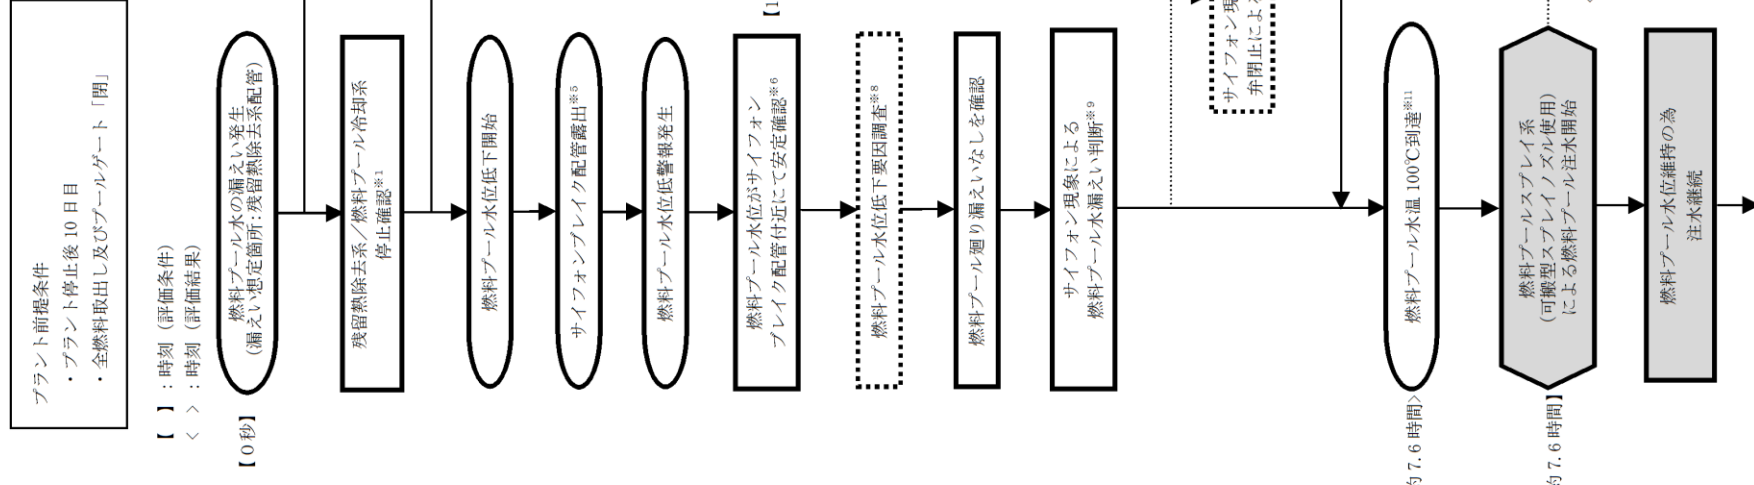 プラント前提条件
・プラント停止後 10 日目
・全燃料取出し及びプールゲート「閉」
【 】:時刻 (評価条件)
< >:時刻 (評価結果)
【0 秒】
燃料プール水の漏えい発生
(漏えい想定箇所:残留熱除去系配管)
残留熱除去系/燃料プール冷却系
停止確認※1
燃料プール水位低下開始
サイフォンブレイク配管露出※5
燃料プール水位低警報発生
【1
燃料プール水位がサイフォン
ブレイク配管付近にて安定確認※6
燃料プール水位低下要因調査※8
燃料プール廻り漏えいなしを確認
サイフォン現象による
燃料プール水漏えい判断※9
サイフォン現
弁閉止による
燃料プール水温 100℃到達※11
約 7.6 時間>
燃料プールスプレイ系
(可搬型スプレイノズル使用)
による燃料プール注水開始
約 7.6 時間】
燃料プール水位維持の為
注水継続